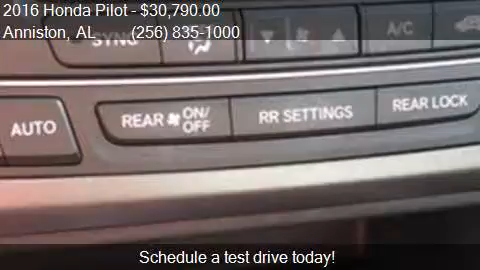 2016 Honda Pilot - $30,790.00
Anniston, AL (256) 835-1000
SYNC A/C
AUTO REAR ON/OFF RR SETTINGS REAR LOCK
Schedule a test drive today!